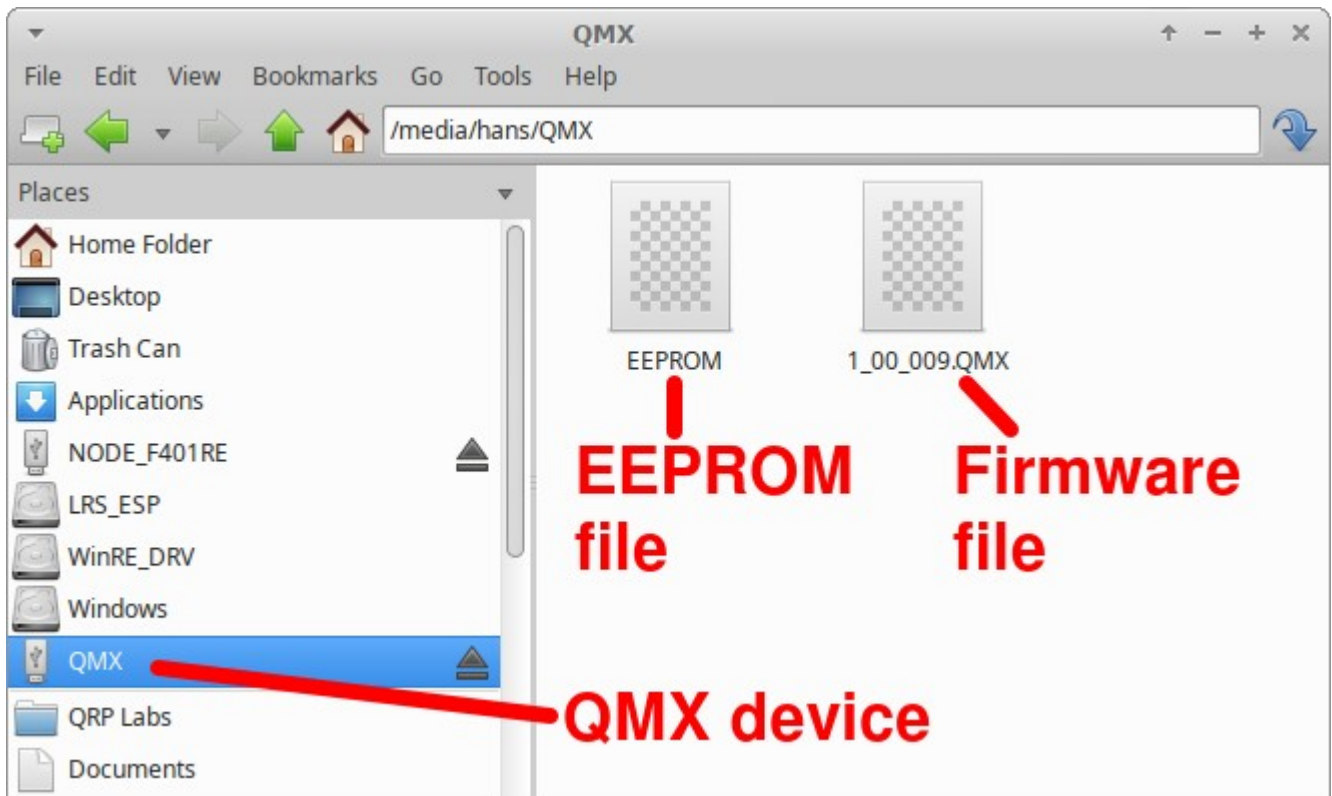 QMX
File Edit View Bookmarks Go Tools Help
/media/hans/QMX
Places
Home Folder
Desktop
Trash Can
Applications
NODE_F401RE
LRS_ESP
WinRE_DRV
Windows
QMX
QRP Labs
Documents
EEPROM 1_00_009.QMX
EEPROM Firmware
file file
QMX device